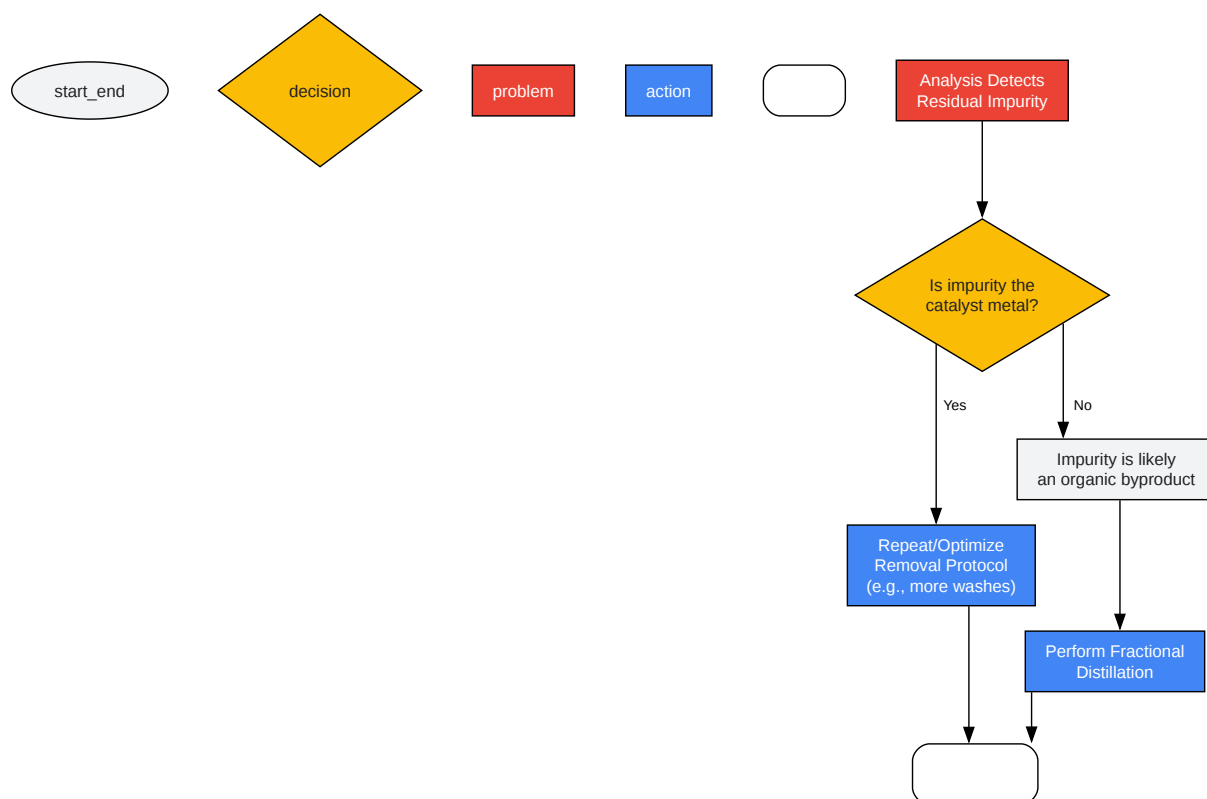 start_end
decision
problem
action
Analysis Detects
Residual Impurity
Is impurity the
catalyst metal?
Yes
No
Impurity is likely
an organic byproduct
Repeat/Optimize
Removal Protocol
(e.g., more washes)
Perform Fractional
Distillation